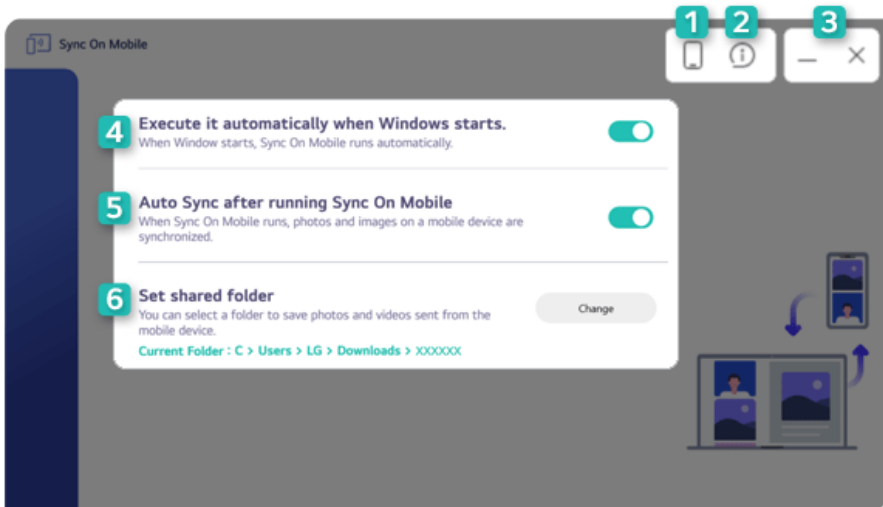 Sync On Mobile
1
2
3
4
Execute it automatically when Windows starts.
When Window starts, Sync On Mobile runs automatically.
5
Auto Sync after running Sync On Mobile
When Sync On Mobile runs, photos and images on a mobile device are
synchronized.
6
Set shared folder
You can select a folder to save photos and videos sent from the
mobile device.
Change
Current Folder : C > Users > LG > Downloads > XXXXXX